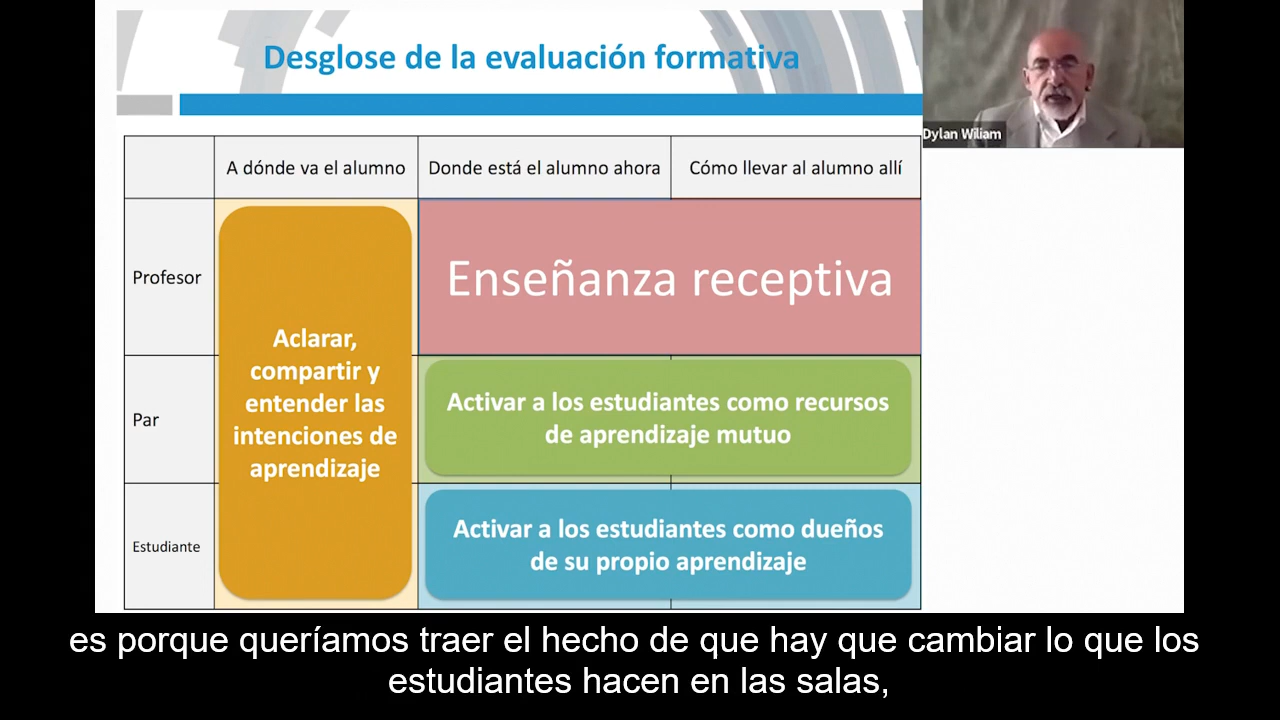 Desglose de la evaluación formativa
Dylan Wiliam
A dónde va el alumno
Donde está el alumno ahora
Cómo llevar al alumno allí
Profesor
Enseñanza receptiva
Aclarar,
compartir y
entender las
intenciones de
aprendizaje
Par
Activar a los estudiantes como recursos
de aprendizaje mutuo
Estudiante
Activar a los estudiantes como dueños
de su propio aprendizaje
es porque queríamos traer el hecho de que hay que cambiar lo que los
estudiantes hacen en las salas,